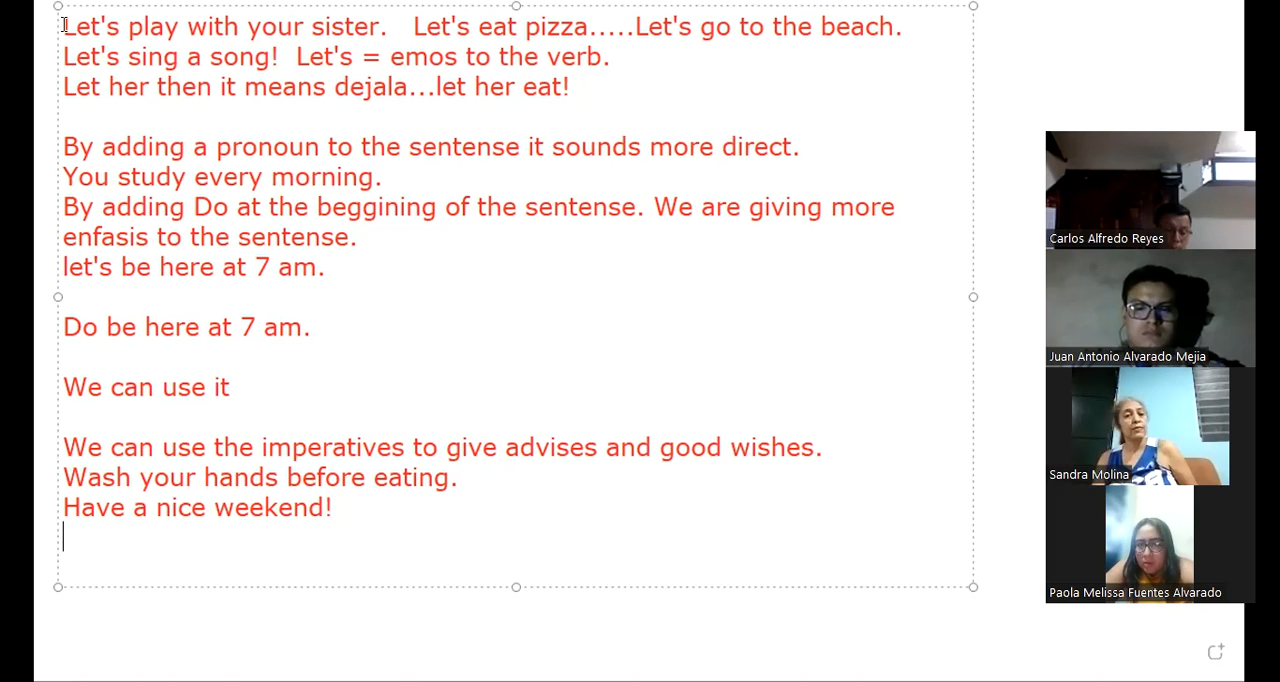 Let's play with your sister.   Let's eat pizza.....Let's go to the beach.
Let's sing a song!  Let's = emos to the verb.
Let her then it means dejala...let her eat!
By adding a pronoun to the sentence it sounds more direct.
You study every morning.
By adding Do at the beggining of the sentence. We are giving more
enfasis to the sentence.
let's be here at 7 am.
Do be here at 7 am.
We can use it
We can use the imperatives to give advises and good wishes.
Wash your hands before eating.
Have a nice weekend!
Carlos Alfredo Reyes
Juan Antonio Alvarado Mejia
Sandra Molina
Paola Melissa Fuentes Alvarado